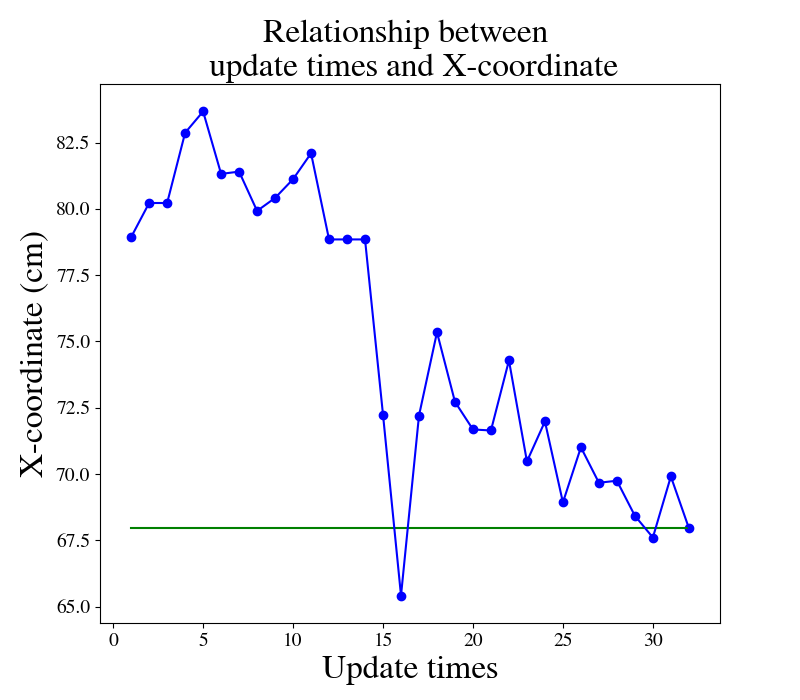 Relationship between
update times and X-coordinate
82.5
80.0
77.5
75.0
72.5
70.0
67.5
65.0
X-coordinate (cm)
0 5 10 15 20 25 30
Update times